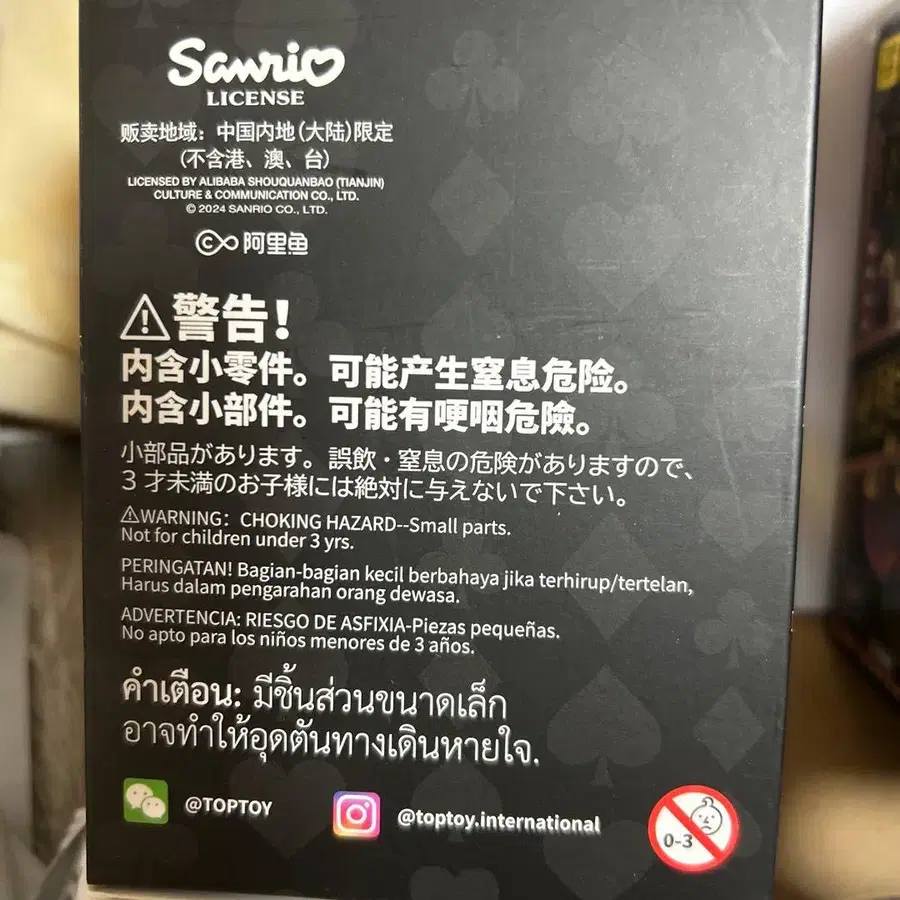 Sanrio
LICENSE
贩卖地域：中国内地(大陆)限定
(不含港、澳、台)
LICENSED BY ALIBABA SHOUQUANBAO (TIANJIN)
CULTURE & COMMUNICATION CO., LTD.
© 2024 SANRIO CO., LTD.
阿里鱼
警告！
内含小零件。可能产生窒息危险。
内含小部件。可能有哽咽危險。
小部品があります。誤飲・窒息の危険がありますので、
3 才未満のお子様には絶対に与えないで下さい。
WARNING：CHOKING HAZARD--Small parts.
Not for children under 3 yrs.
PERINGATAN! Bagian-bagian kecil berbahaya jika terhirup/tertelan,
Harus dalam pengarahan orang dewasa.
ADVERTENCIA: RIESGO DE ASFIXIA-Piezas pequeñas.
No apto para los niños menores de 3 años.
คำเตือน: มีชิ้นส่วนขนาดเล็ก
อาจทำให้อุดตันทางเดินหายใจ.
@TOPTOY
@toptoy.international
0-3